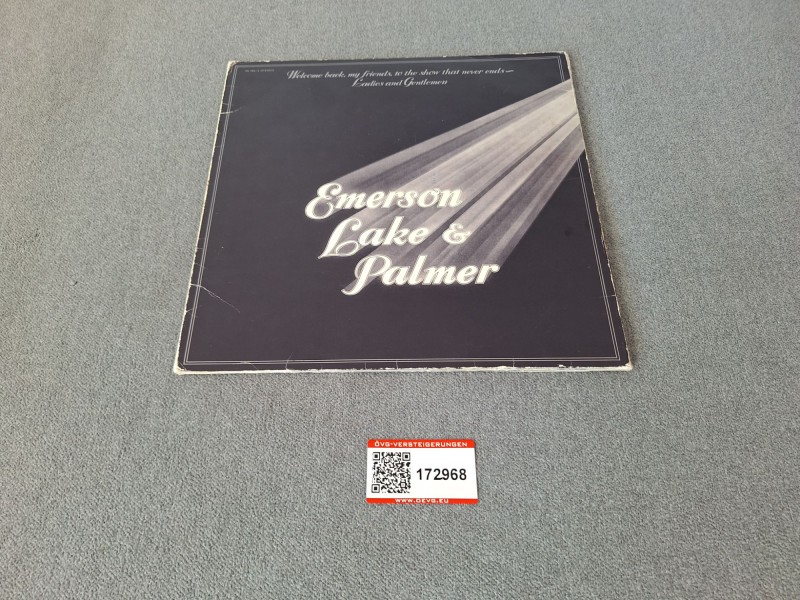 Welcome back, my friends, to the show that never ends—
Ladies and Gentlemen
Emerson
Lake &
Palmer
ÖVG-VERSTEIGERUNGEN
172968
WWW.OEVG.EU